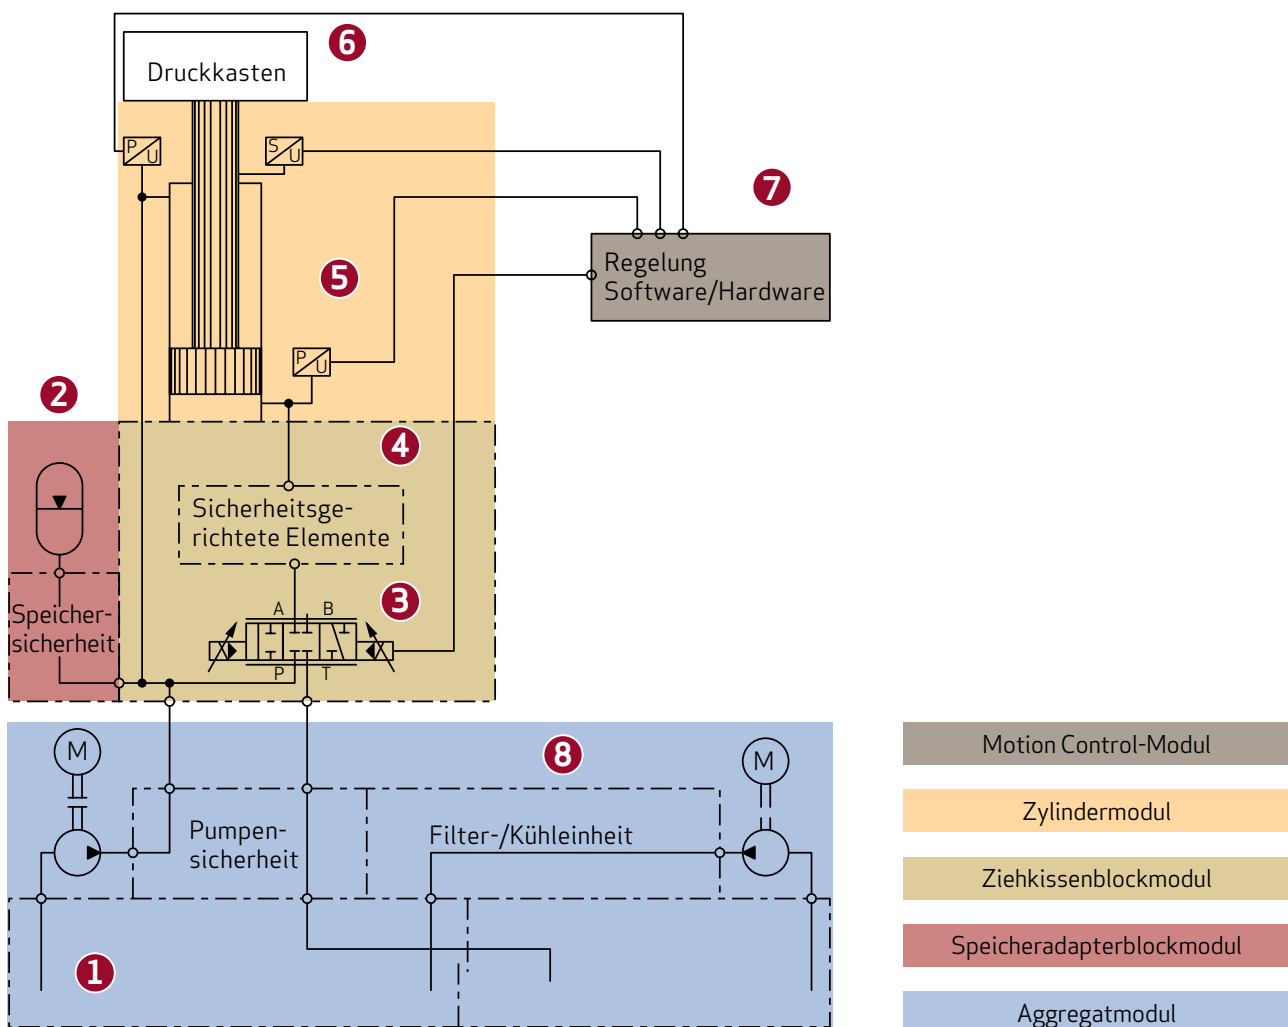 6
Druckkasten
P
U
S
U
7
Regelung
Software/Hardware
5
P
U
2
4
Sicherheitsge-
richtete Elemente
3
A
B
Speicher-
sicherheit
P
T
8
M
M
Pumpen-
sicherheit
Filter-/Kühleinheit
1
Motion Control-Modul
Zylindermodul
Ziehkissenblockmodul
Speicheradapterblockmodul
Aggregatmodul